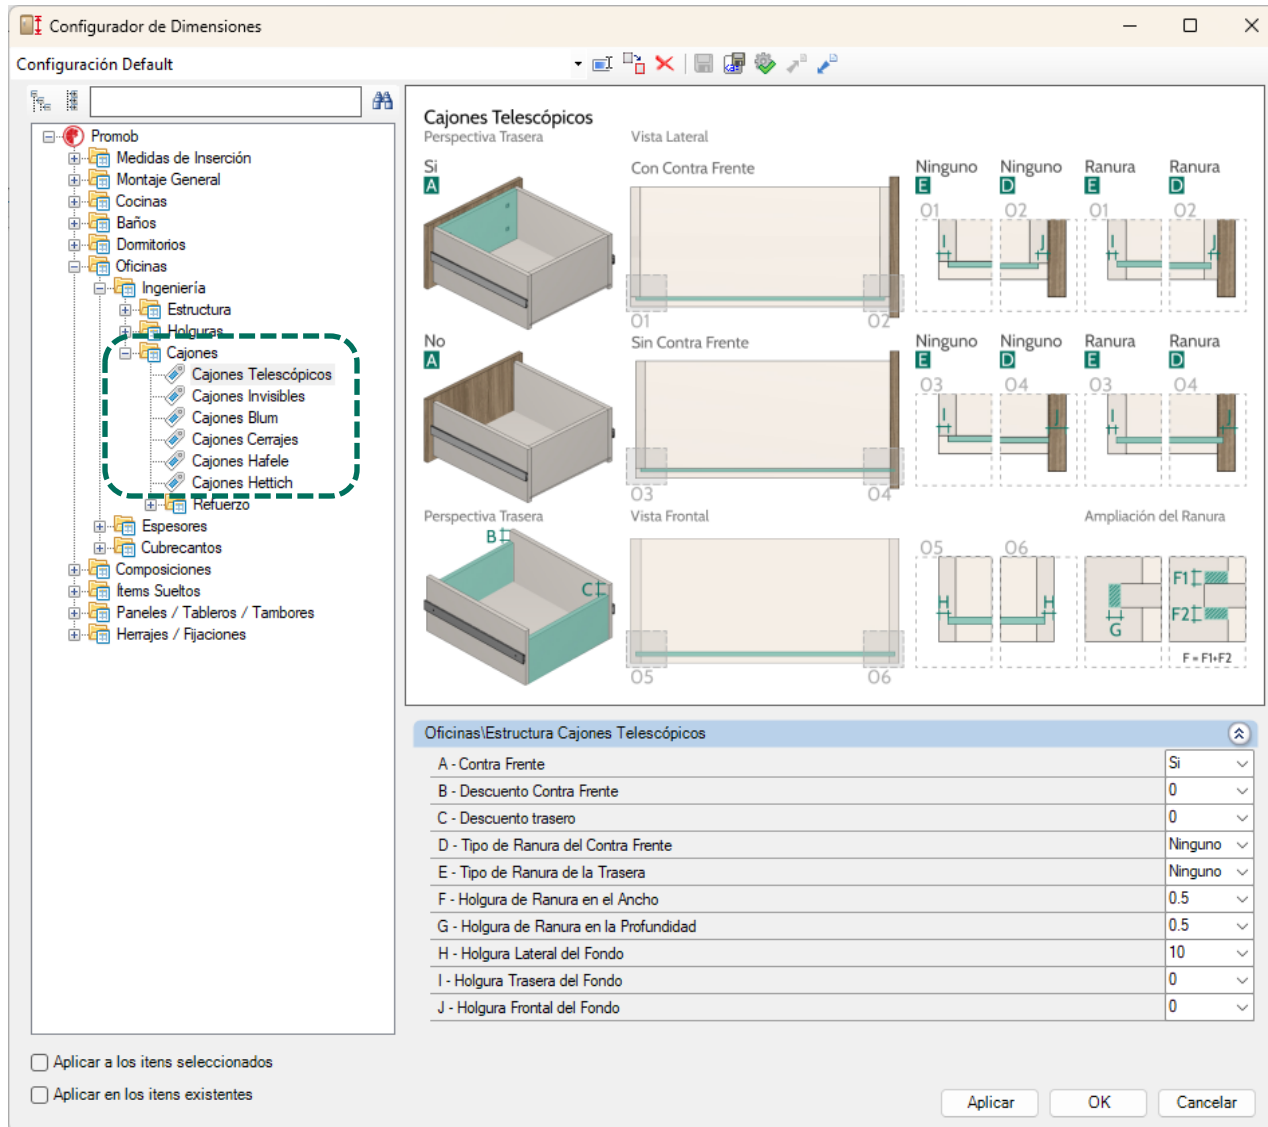 Configurador de Dimensiones
Configuración Default
Promob
Medidas de Inserción
Montaje General
Cocinas
Baños
Dormitorios
Oficinas
Ingeniería
Estructura
Holguras
Cajones
Cajones Telescópicos
Cajones Invisibles
Cajones Blum
Cajones Cerrajes
Cajones Hafele
Cajones Hettich
Refuerzo
Espesores
Cubrecantos
Composiciones
Ítems Sueltos
Paneles / Tableros / Tambores
Herrajes / Fijaciones
Cajones Telescópicos
Perspectiva Trasera Vista Lateral
Si Con Contra Frente Ninguno Ninguno Ranura Ranura
A E D E D
01 02 01 02
I J I J
01 02
No Sin Contra Frente Ninguno Ninguno Ranura Ranura
A E D E D
03 04 03 04
I J I J
03 04
Perspectiva Trasera Vista Frontal Ampliación del Ranura
B C
05 06
H H G F1 F2
F = F1+F2
05 06
Oficinas\Estructura Cajones Telescópicos
A - Contra Frente Si
B - Descuento Contra Frente 0
C - Descuento trasero 0
D - Tipo de Ranura del Contra Frente Ninguno
E - Tipo de Ranura de la Trasera Ninguno
F - Holgura de Ranura en el Ancho 0.5
G - Holgura de Ranura en la Profundidad 0.5
H - Holgura Lateral del Fondo 10
I - Holgura Trasera del Fondo 0
J - Holgura Frontal del Fondo 0
Aplicar a los itens seleccionados
Aplicar en los itens existentes
Aplicar OK Cancelar